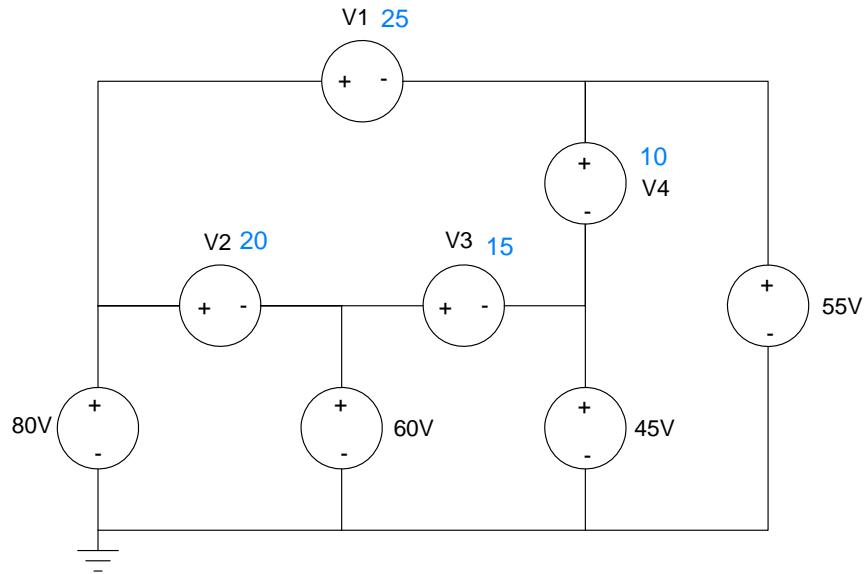 V1 25
+ -
+
10
V4
-
V2 20
V3 15
+ -
+ -
+
55V
-
80V
+
-
+
60V
-
+
45V
-